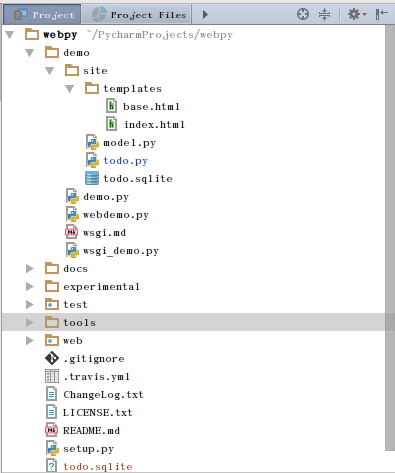 Project Project Files
webpy ~/PycharmProjects/webpy
demo
site
templates
base.html
index.html
model.py
todo.py
todo.sqlite
demo.py
webdemo.py
wsgi.md
wsgi_demo.py
docs
experimental
test
tools
web
.gitignore
.travis.yml
ChangeLog.txt
LICENSE.txt
README.md
setup.py
todo.sqlite